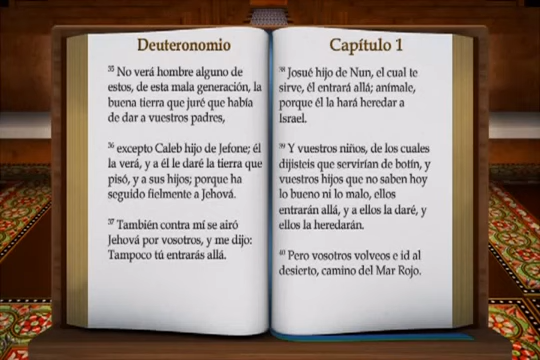 Deuteronomio
35 No verá hombre alguno de
estos, de esta mala generación, la
buena tierra que juré que había
de dar a vuestros padres,
36 excepto Caleb hijo de Jefone; él
la verá, y a él le daré la tierra que
pisó, y a sus hijos; porque ha
seguido fielmente a Jehová.
37 También contra mí se airó
Jehová por vosotros, y me dijo:
Tampoco tú entrarás allá.
Capítulo 1
38 Josué hijo de Nun, el cual te
sirve, él entrará allá; anímale,
porque él la hará heredar a
Israel.
39 Y vuestros niños, de los cuales
dijisteis que servirían de botín, y
vuestros hijos que no saben hoy
lo bueno ni lo malo, ellos
entrarán allá, y a ellos la daré, y
ellos la heredarán.
40 Pero vosotros volveos e id al
desierto, camino del Mar Rojo.